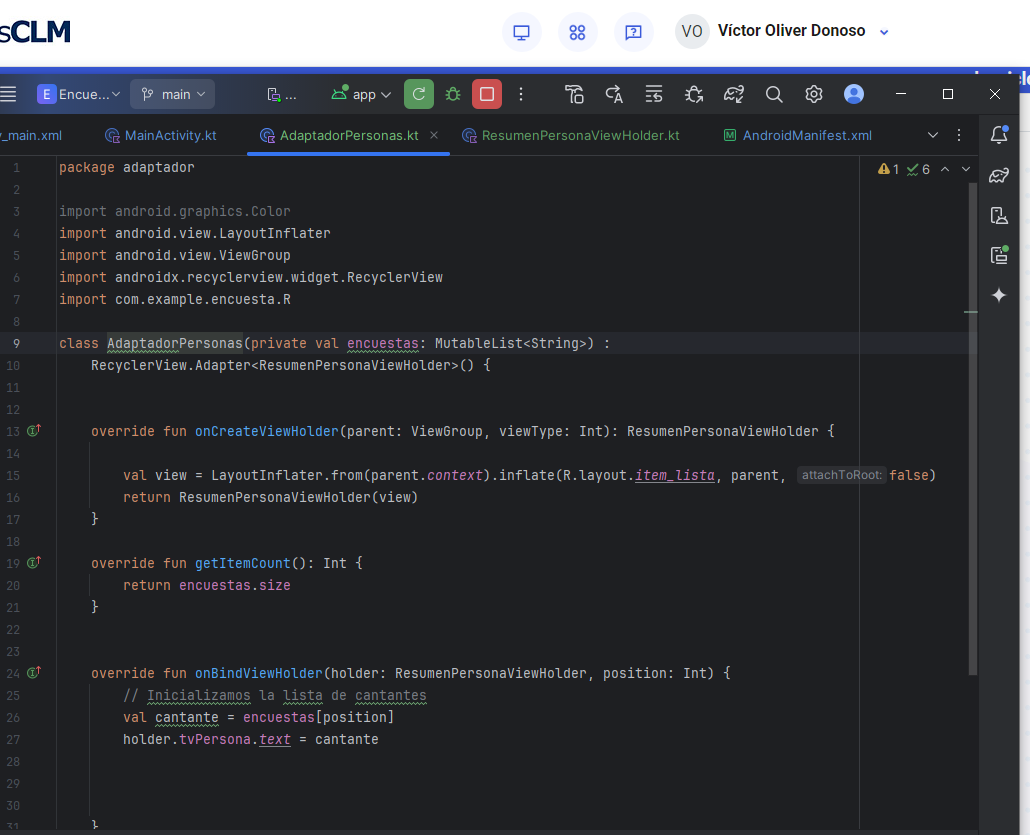 sCLM
VO Víctor Oliver Donoso
E Encue... main ... app
_main.xml MainActivity.kt AdaptadorPersonas.kt ResumenPersonaViewHolder.kt AndroidManifest.xml
1 package adaptador 1 6
2
3 import android.graphics.Color
4 import android.view.LayoutInflater
5 import android.view.ViewGroup
6 import androidx.recyclerview.widget.RecyclerView
7 import com.example.encuesta.R
8
9 class AdaptadorPersonas(private val encuestas: MutableList<String>) :
10 RecyclerView.Adapter<ResumenPersonaViewHolder>() {
11
12
13 override fun onCreateViewHolder(parent: ViewGroup, viewType: Int): ResumenPersonaViewHolder {
14
15 val view = LayoutInflater.from(parent.context).inflate(R.layout.item_lista, parent, attachToRoot: false)
16 return ResumenPersonaViewHolder(view)
17 }
18
19 override fun getItemCount(): Int {
20 return encuestas.size
21 }
22
23
24 override fun onBindViewHolder(holder: ResumenPersonaViewHolder, position: Int) {
25 // Inicializamos la lista de cantantes
26 val cantante = encuestas[position]
27 holder.tvPersona.text = cantante
28
29
30
31 }